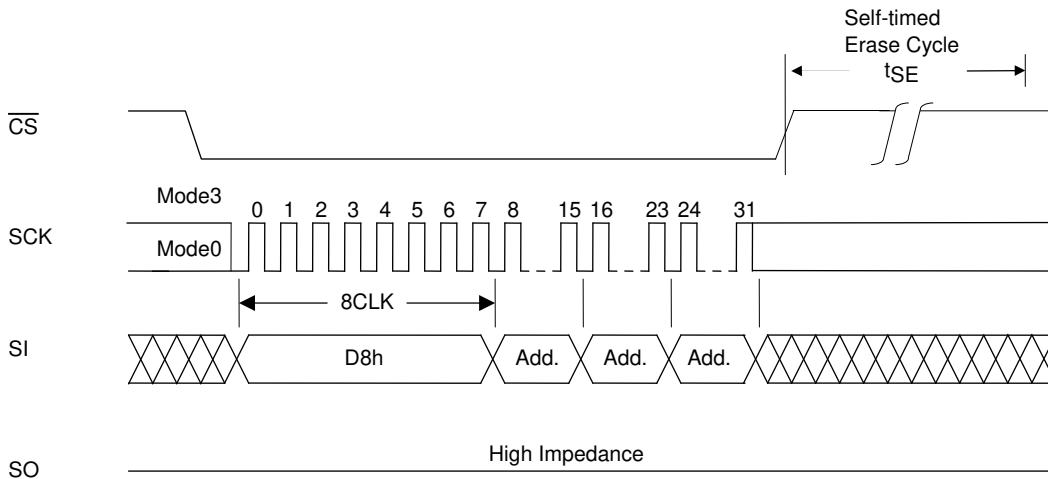 Self-timed
Erase Cycle
tSE
CS
Mode3
0 1 2 3 4 5 6 7 8 15 16 23 24 31
SCK
Mode0
8CLK
SI
D8h Add. Add. Add.
High Impedance
SO